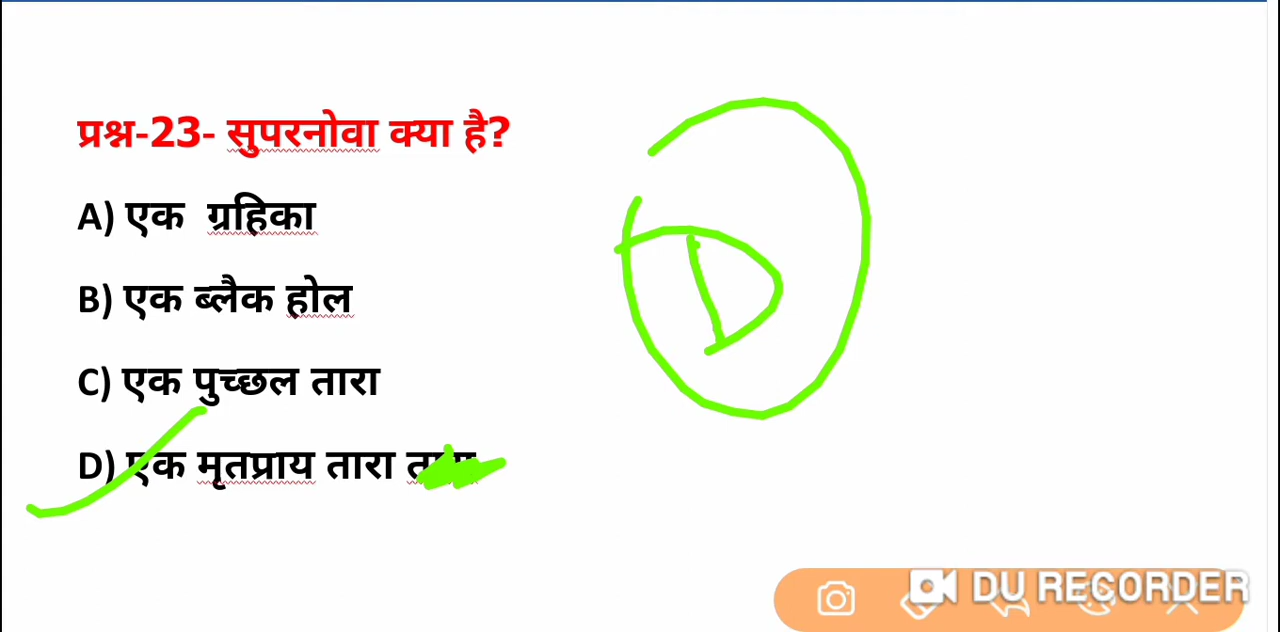 प्रश्न-23- सुपरनोवा क्या है?
A) एक ग्रहिका
B) एक ब्लैक होल
C) एक पुच्छल तारा
D) एक मृतप्राय तारा
D
DU RECORDER